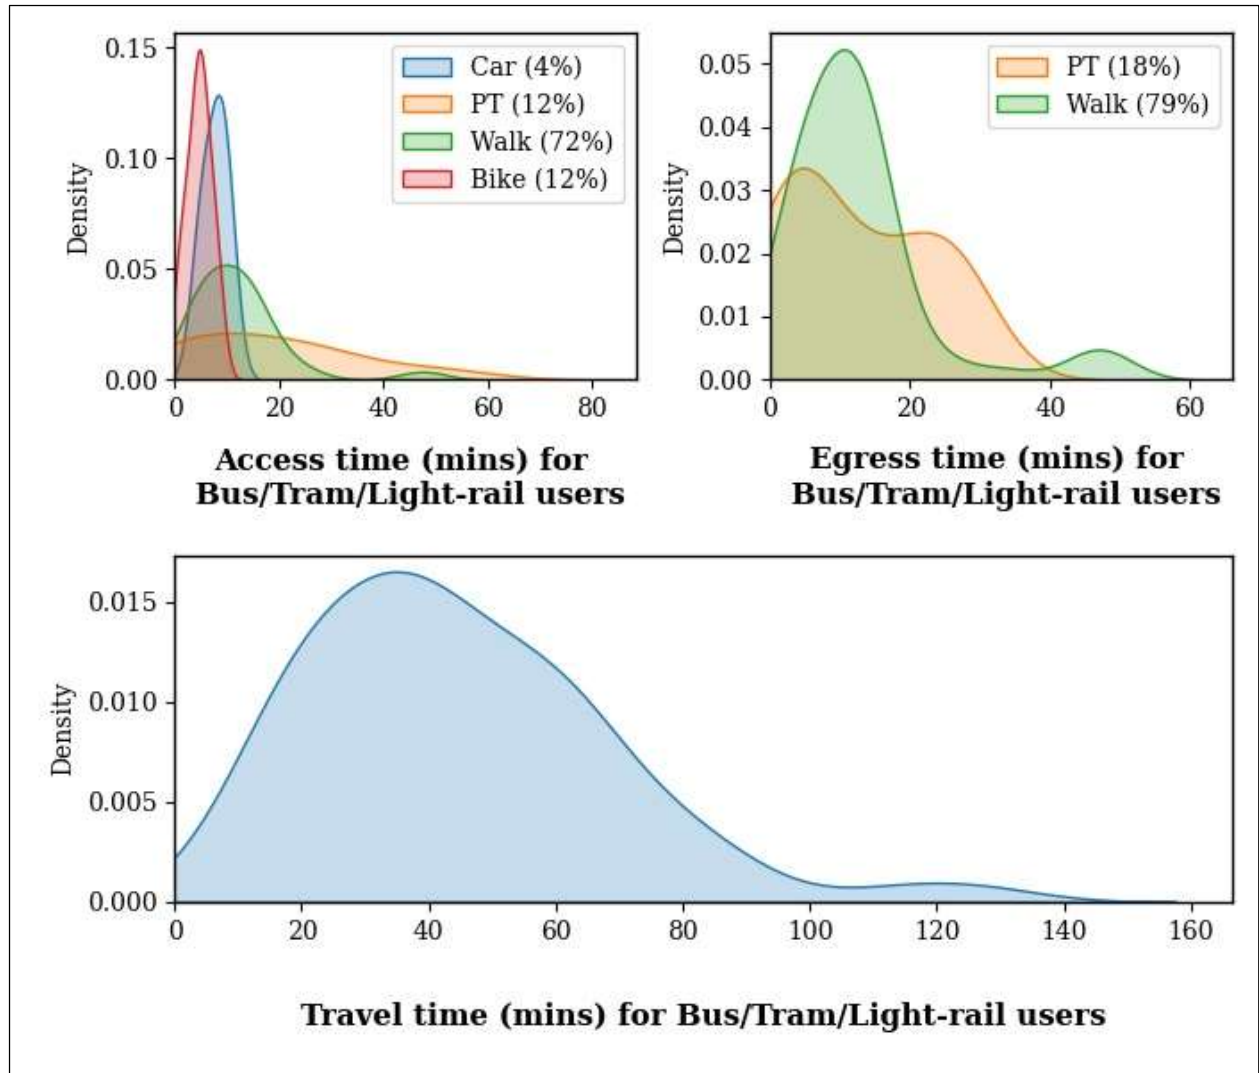 0.15
0.10
0.05
0.00
Density
Car (4%)
PT (12%)
Walk (72%)
Bike (12%)
0 20 40 60 80
Access time (mins) for
Bus/Tram/Light-rail users
0.05
0.04
0.03
0.02
0.01
0.00
Density
PT (18%)
Walk (79%)
0 20 40 60
Egress time (mins) for
Bus/Tram/Light-rail users
0.015
0.010
0.005
0.000
Density
0 20 40 60 80 100 120 140 160
Travel time (mins) for Bus/Tram/Light-rail users